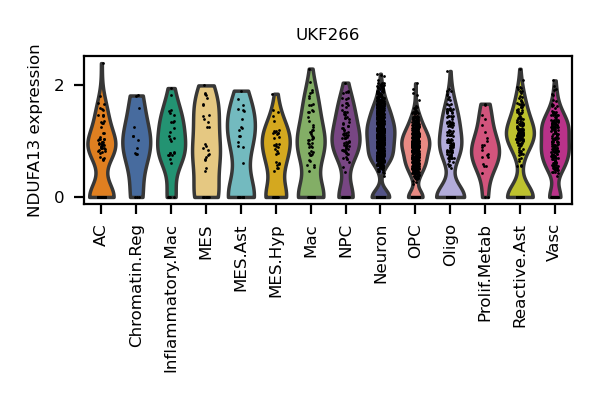 UKF266
NDUFA13 expression
2
0
AC
Chromatin.Reg
Inflammatory.Mac
MES
MES.Ast
MES.Hyp
Mac
NPC
Neuron
OPC
Oligo
Prolif.Metab
Reactive.Ast
Vasc